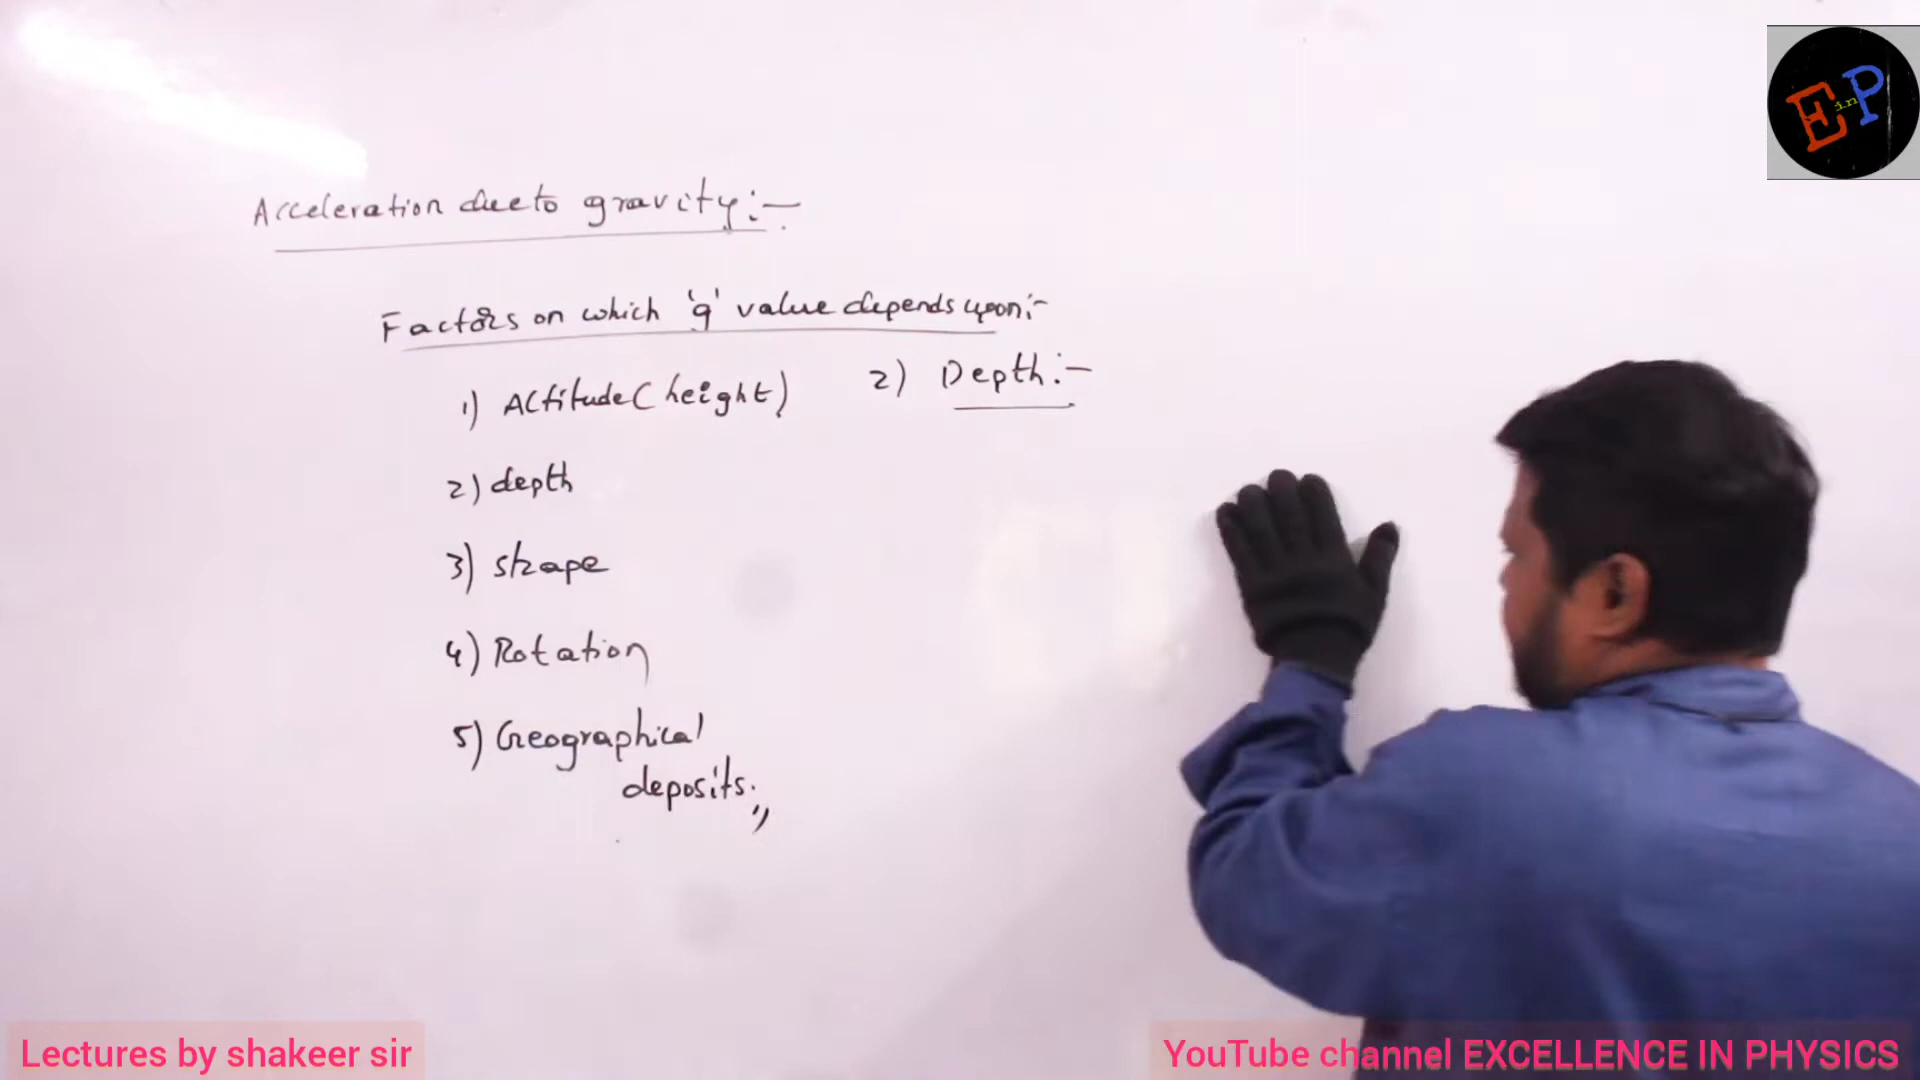 E in P
Acceleration due to gravity:-
Factors on which 'g' value depends upon:-
1) Altitude (height)
2) Depth:-
2) depth
3) shape
4) Rotation
5) Geographical
deposits.,,
Lectures by shakeer sir
YouTube channel EXCELLENCE IN PHYSICS